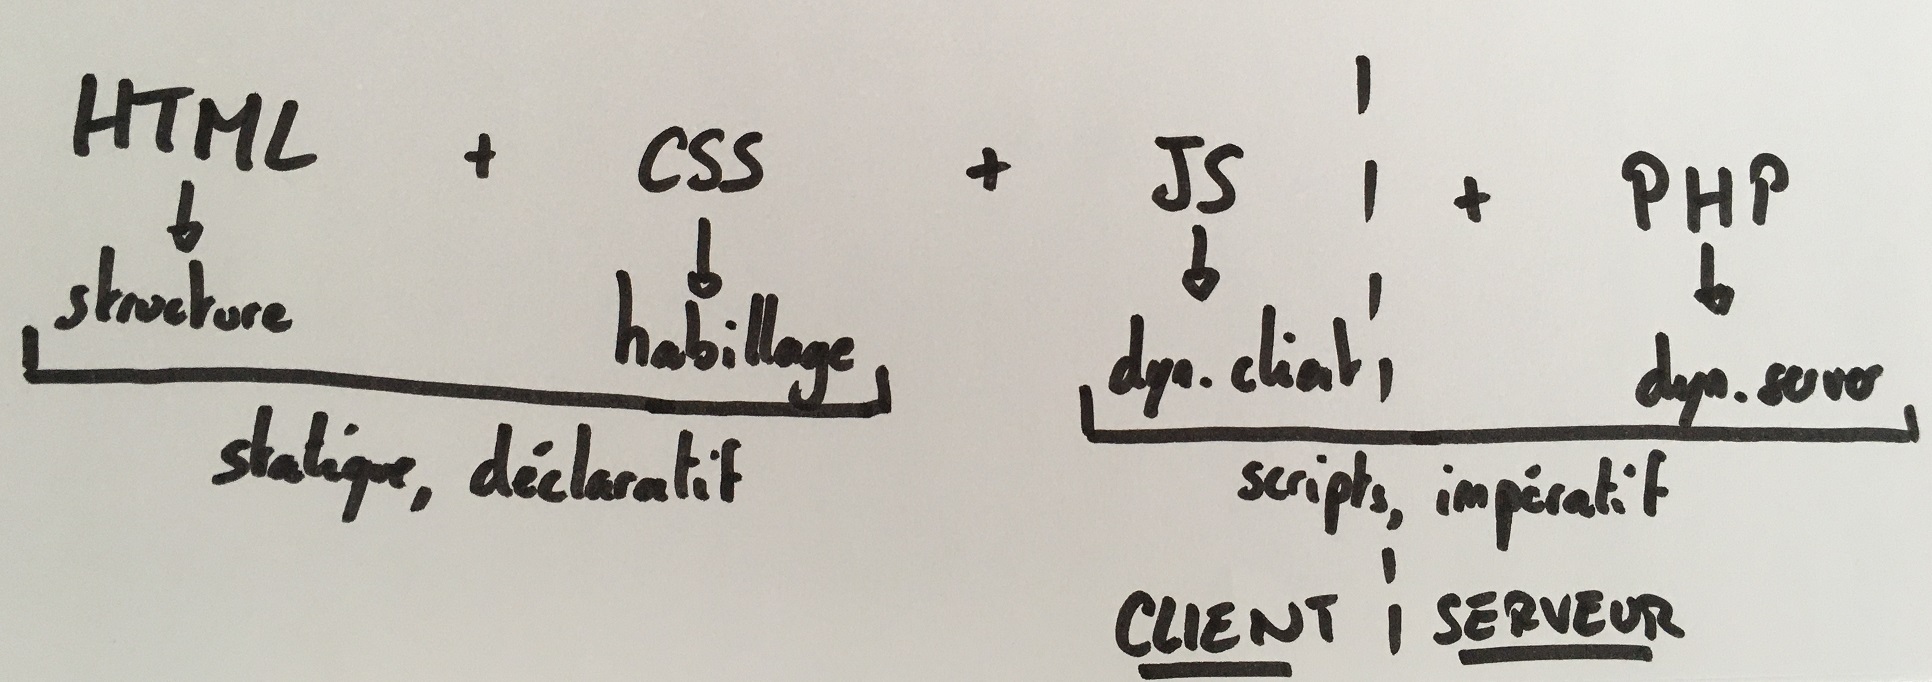 HTML + CSS + JS + PHP
structure habillage dyn. client dyn. server
statique, déclaratif scripts, impératif
CLIENT SERVEUR